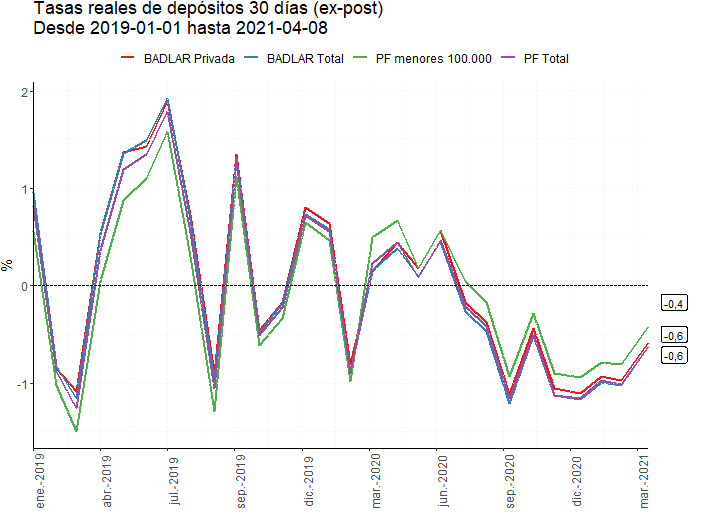 Tasas reales de depósitos 30 días (ex-post)
Desde 2019-01-01 hasta 2021-04-08
BADLAR Privada BADLAR Total PF menores 100.000 PF Total
%
2
1
0
-1
-0,4
-0,6
-0,6
ene.-2019
abr.-2019
jul.-2019
sep.-2019
dic.-2019
mar.-2020
jun.-2020
sep.-2020
dic.-2020
mar.-2021